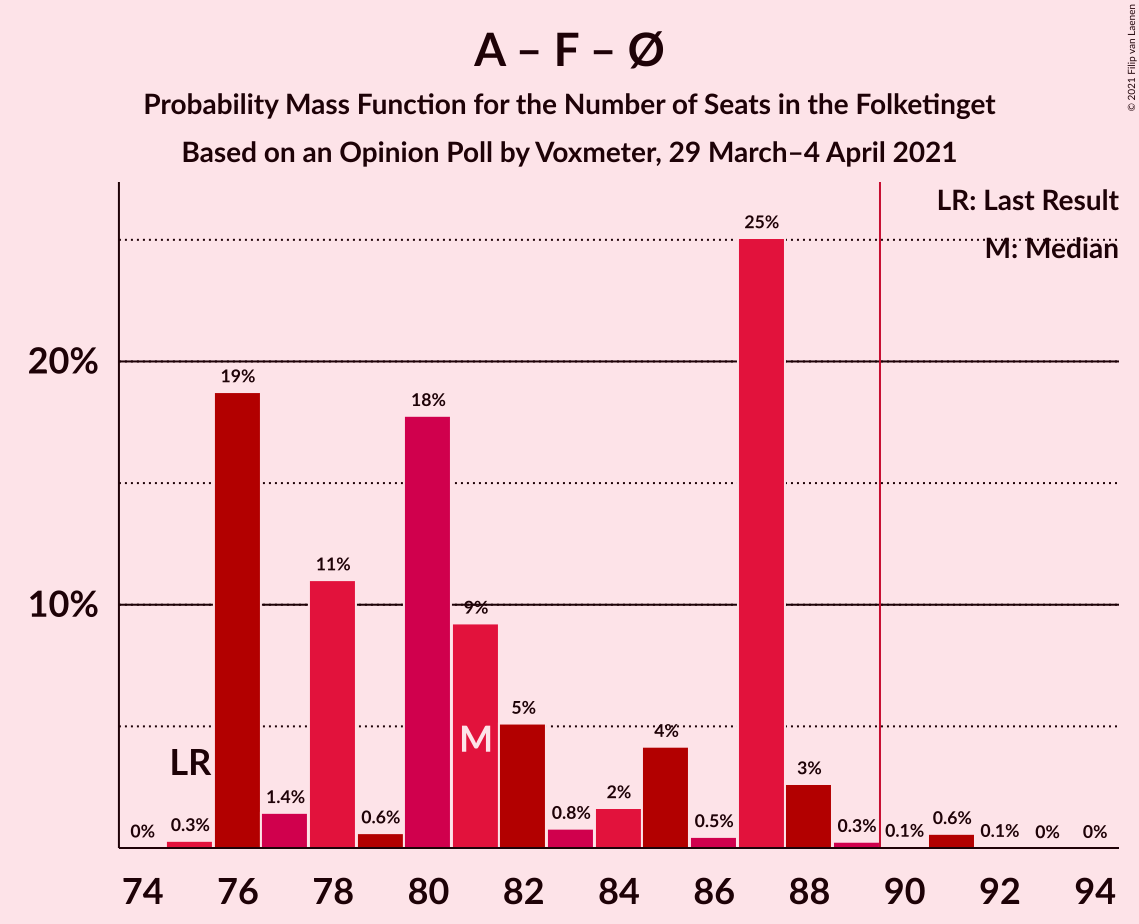 A – F – Ø
Probability Mass Function for the Number of Seats in the Folketinget
Based on an Opinion Poll by Voxmeter, 29 March–4 April 2021
© 2021 Filip van Laenen
LR: Last Result
M: Median
25%
20%
19%
18%
11%
10%
9%
5%
4%
M
LR
3%
2%
1.4%
0% 0.3% 0.6% 0.8% 0.5% 0.3% 0.1% 0.6% 0.1% 0% 0%
74 76 78 80 82 84 86 88 90 92 94